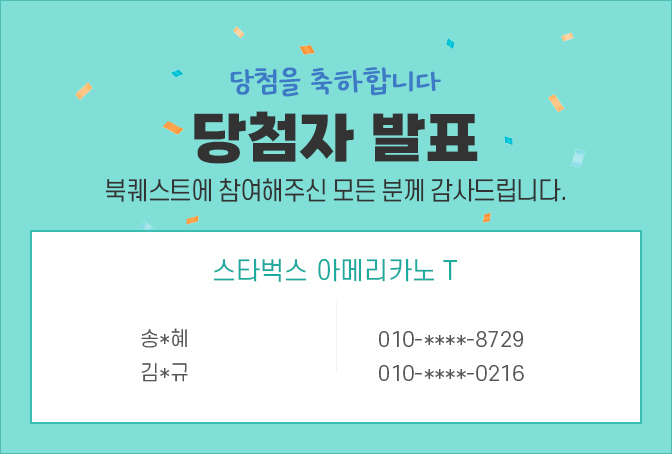 당첨을 축하합니다
당첨자 발표
북퀘스트에 참여해주신 모든 분께 감사드립니다.
스타벅스 아메리카노 T
송*혜 010-****-8729
김*규 010-****-0216